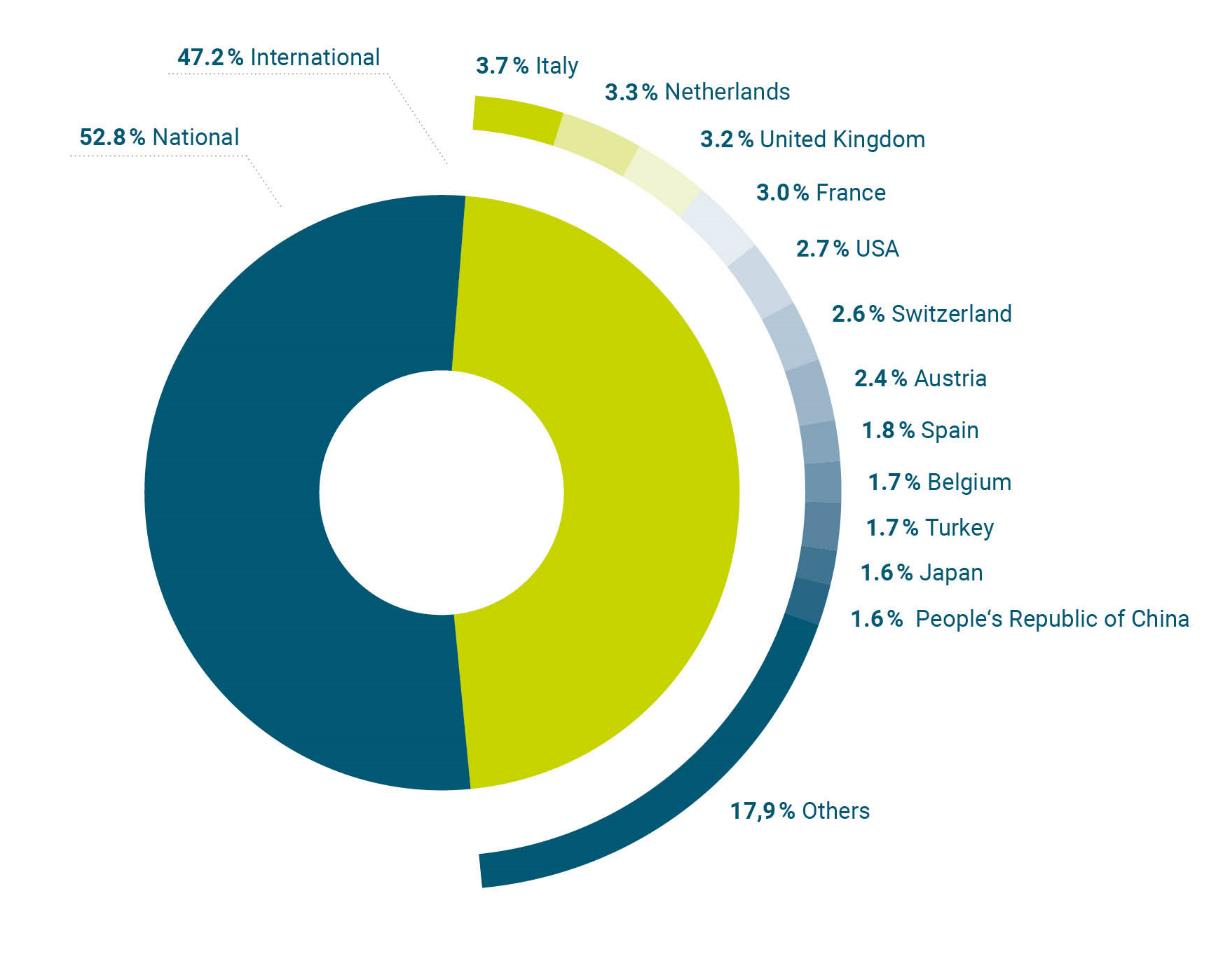 47.2% International
52.8% National
3.7% Italy
3.3% Netherlands
3.2% United Kingdom
3.0% France
2.7% USA
2.6% Switzerland
2.4% Austria
1.8% Spain
1.7% Belgium
1.7% Turkey
1.6% Japan
1.6% People‘s Republic of China
17,9% Others